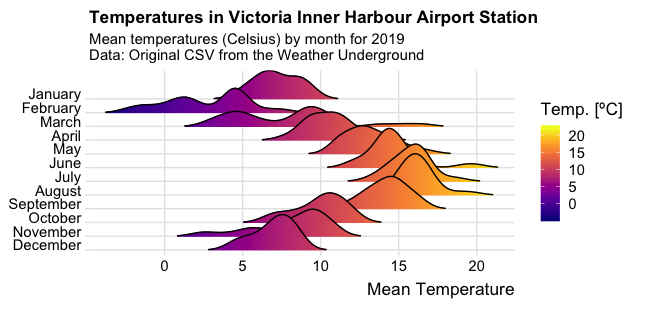 Temperatures in Victoria Inner Harbour Airport Station
Mean temperatures (Celsius) by month for 2019
Data: Original CSV from the Weather Underground
January
February
March
April
May
June
July
August
September
October
November
December
0 5 10 15 20
Mean Temperature
Temp. [ºC]
20
15
10
5
0